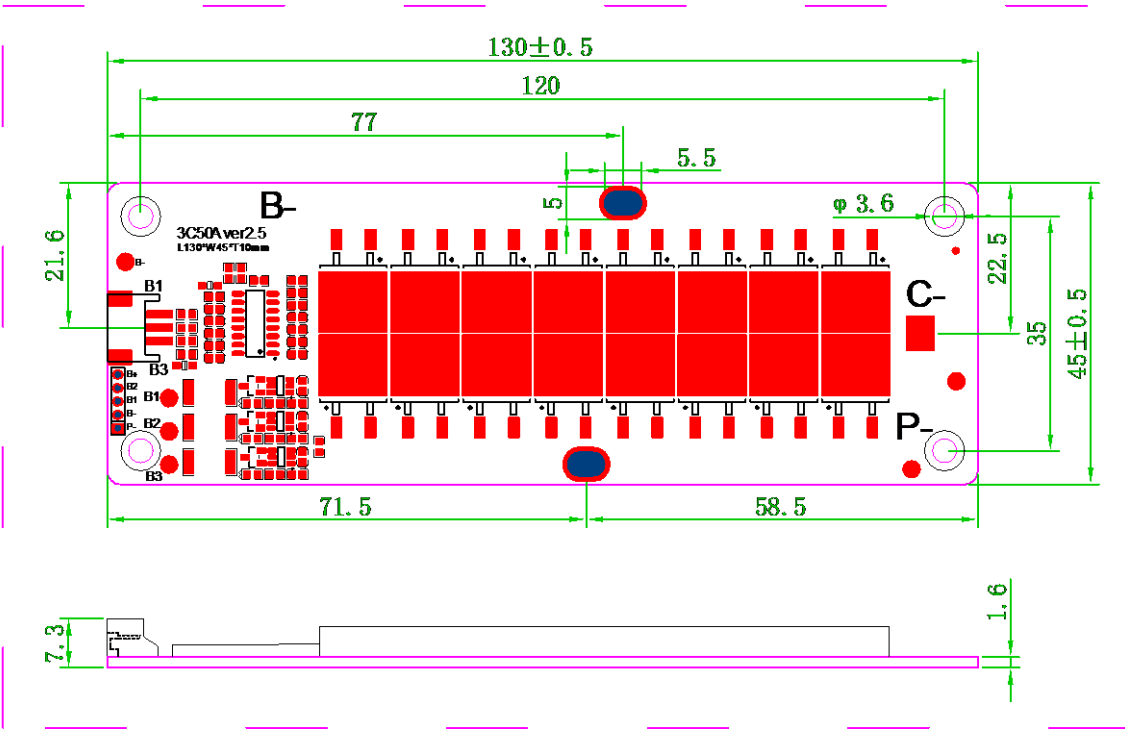 130±0.5
120
77
5.5
5
B-
φ 3.6
3C50A ver2.5
L130*W45*T10mm
21.6
22.5
B-
B1
C-
35
45±0.5
B3
B+
B2
B1
B1
B-
P-
B2
P-
B3
71.5
58.5
7.3
1.6